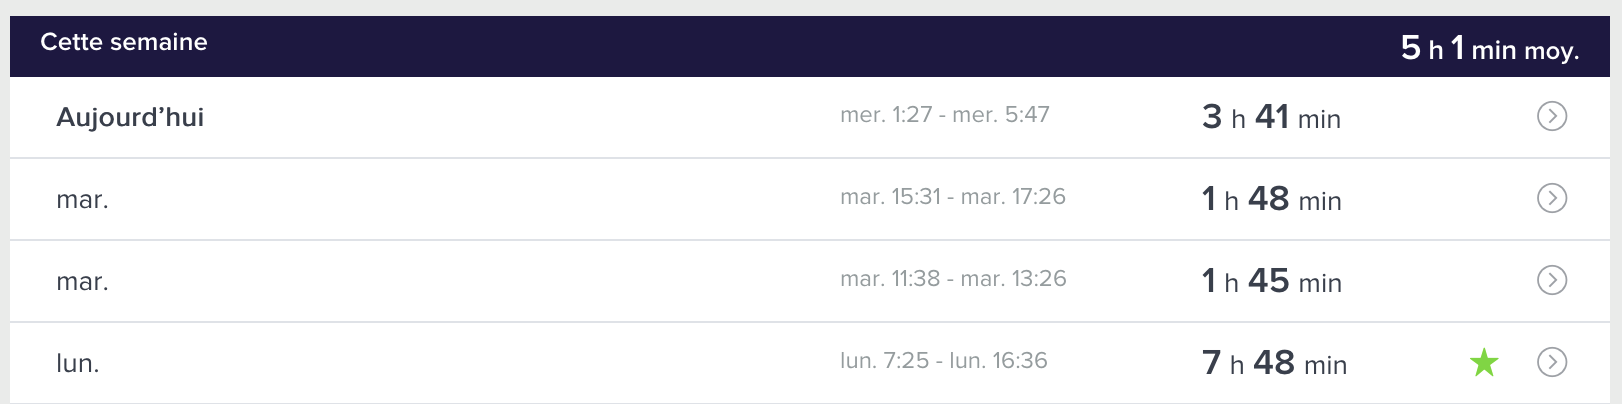 Cette semaine 5 h 1 min moy.
Aujourd’hui mer. 1:27 - mer. 5:47 3 h 41 min
mar. mar. 15:31 - mar. 17:26 1 h 48 min
mar. mar. 11:38 - mar. 13:26 1 h 45 min
lun. lun. 7:25 - lun. 16:36 7 h 48 min